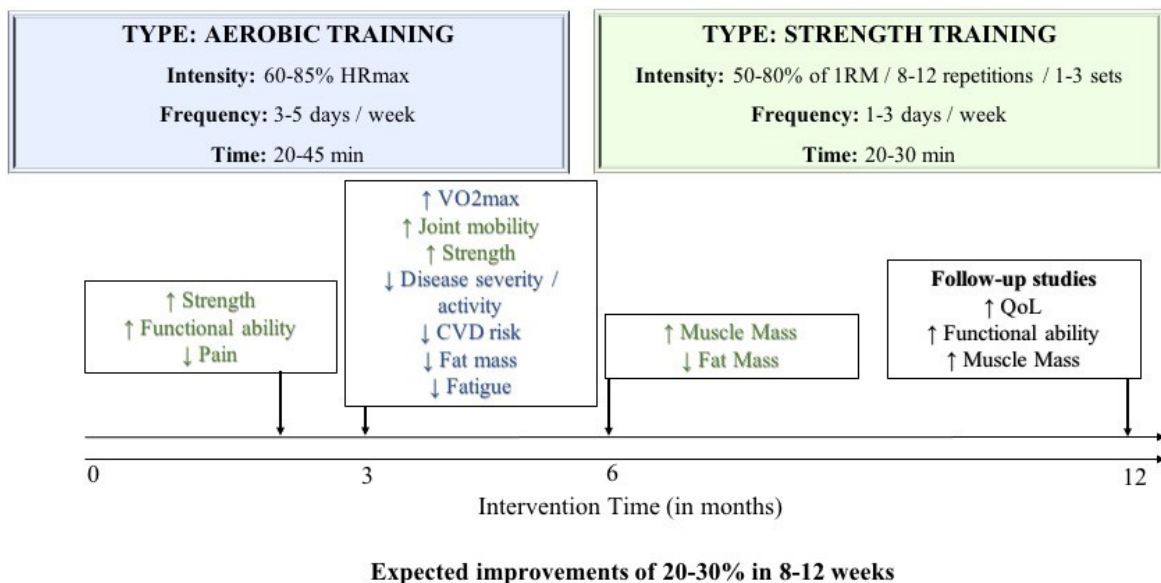 TYPE: AEROBIC TRAINING
Intensity: 60-85% HRmax
Frequency: 3-5 days / week
Time: 20-45 min
TYPE: STRENGTH TRAINING
Intensity: 50-80% of 1RM / 8-12 repetitions / 1-3 sets
Frequency: 1-3 days / week
Time: 20-30 min
↑ Strength
↑ Functional ability
↓ Pain
↑ VO2max
↑ Joint mobility
↑ Strength
↓ Disease severity /
activity
↓ CVD risk
↓ Fat mass
↓ Fatigue
↑ Muscle Mass
↓ Fat Mass
Follow-up studies
↑ QoL
↑ Functional ability
↑ Muscle Mass
0 3 6 12
Intervention Time (in months)
Expected improvements of 20-30% in 8-12 weeks